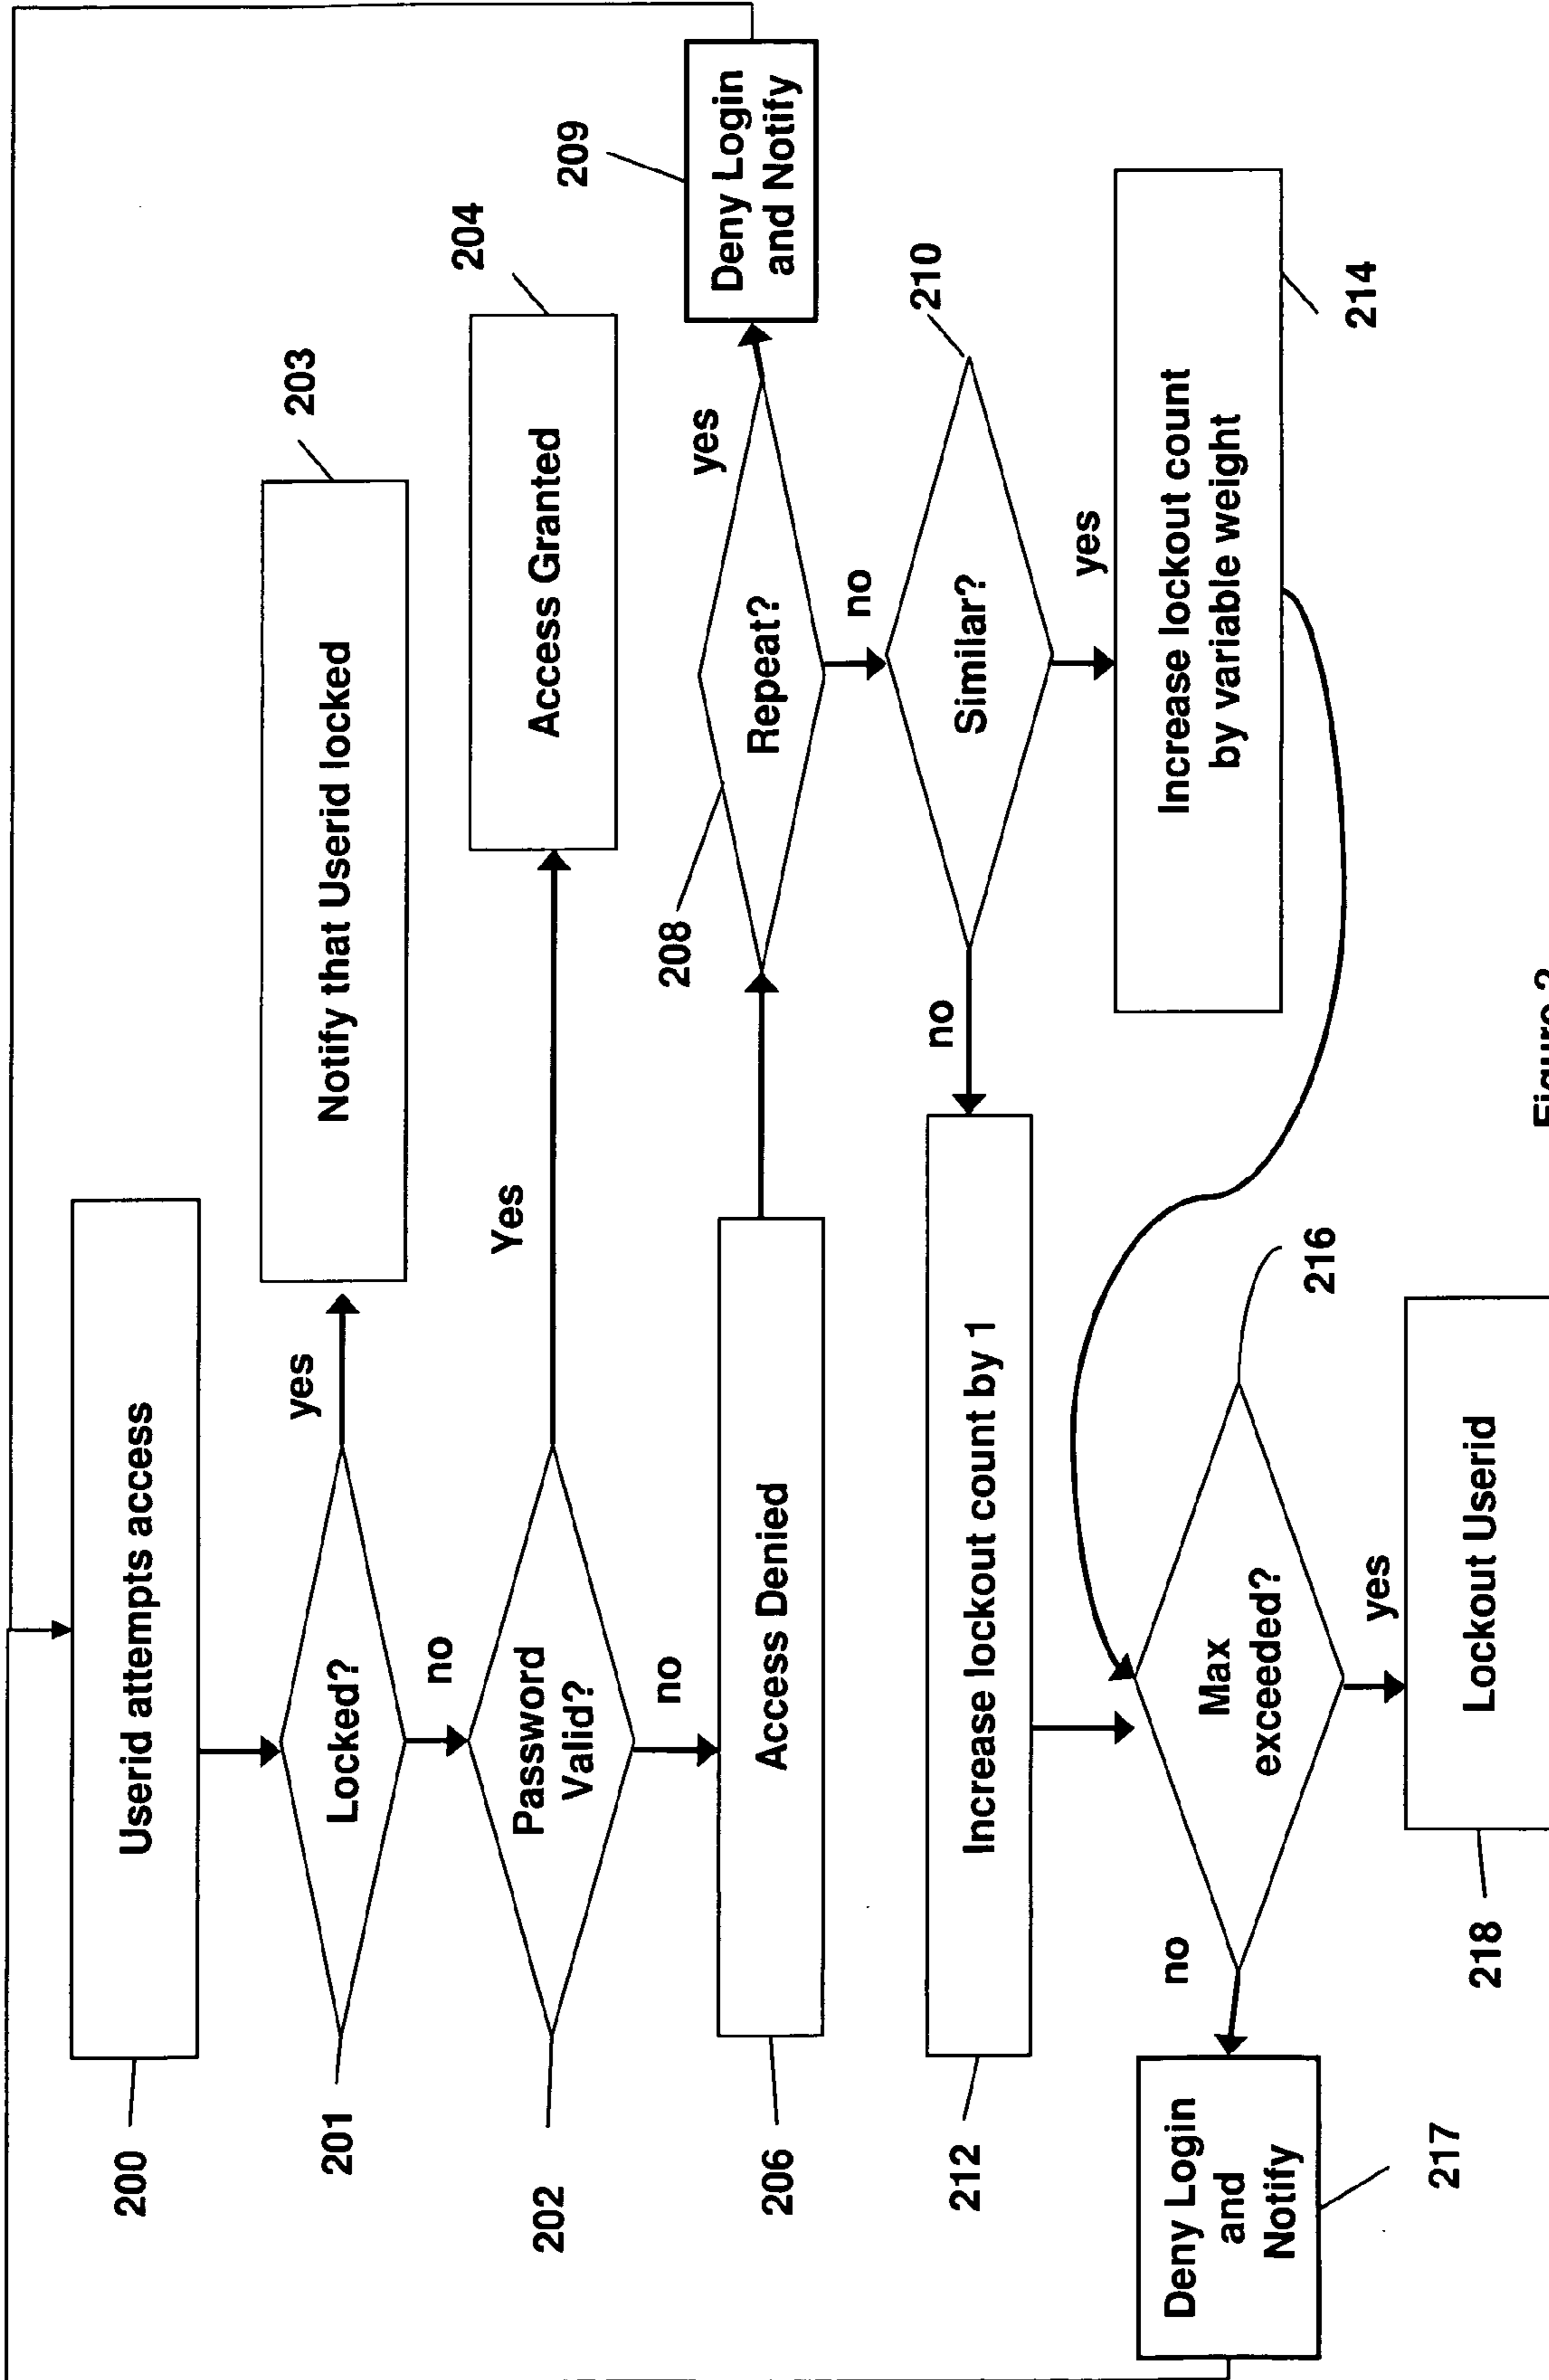 200
Userid attempts access
201
Locked?
yes
Notify that Userid locked
203
no
202
Password
Valid?
Yes
Access Granted
204
no
206
Access Denied
208
Repeat?
yes
Deny Login
and Notify
209
no
Similar?
210
no
212
Increase lockout count by 1
yes
Increase lockout count
by variable weight
214
Max
exceeded?
216
no
Deny Login
and
Notify
217
yes
218
Lockout Userid
Figure 2